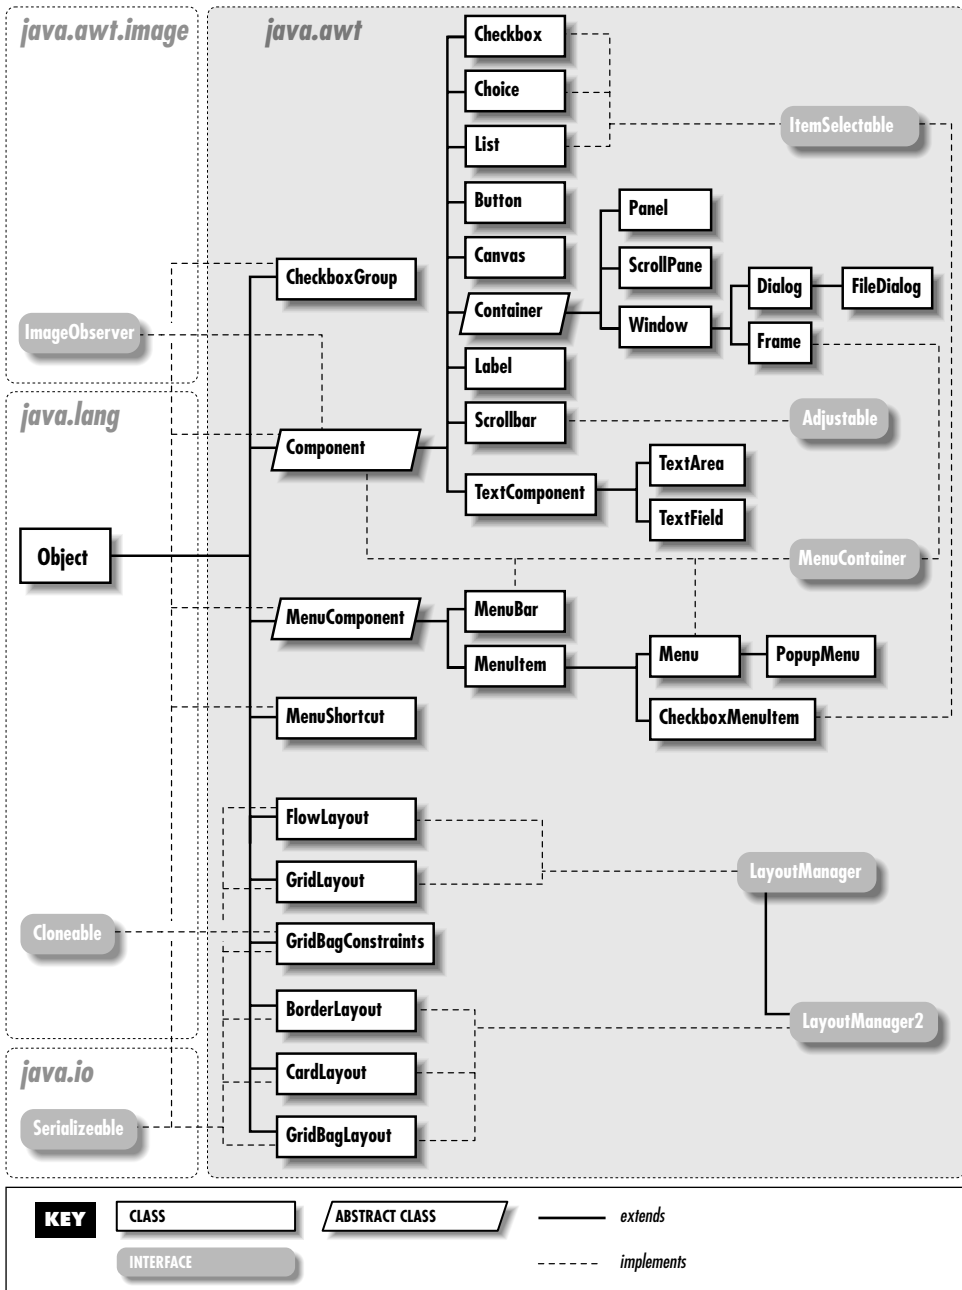 java.awt.image
java.awt
Checkbox
Choice
ItemSelectable
List
Button
Panel
Canvas
ScrollPane
CheckboxGroup
Dialog
FileDialog
Container
ImageObserver
Window
Frame
Label
java.lang
Scrollbar
Adjustable
Component
TextArea
TextComponent
TextField
Object
MenuContainer
MenuComponent
MenuBar
MenuItem
Menu
PopupMenu
MenuShortcut
CheckboxMenuItem
FlowLayout
GridLayout
LayoutManager
Cloneable
GridBagConstraints
BorderLayout
LayoutManager2
java.io
CardLayout
Serializeable
GridBagLayout
KEY
CLASS
ABSTRACT CLASS
extends
INTERFACE
implements